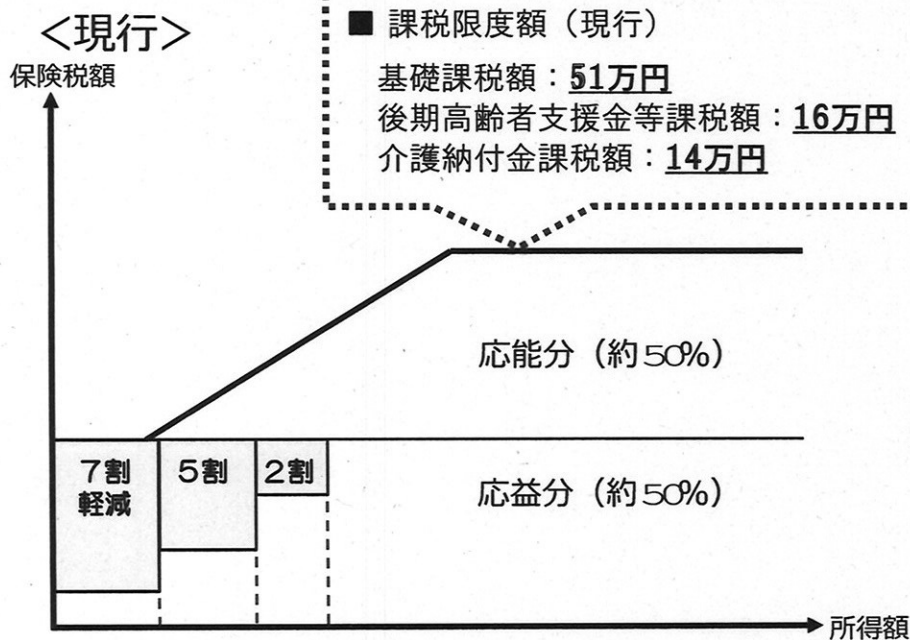 ＜現行＞
保険税額
■ 課税限度額（現行）
基礎課税額：51万円
後期高齢者支援金等課税額：16万円
介護納付金課税額：14万円
応能分（約50%）
7割
軽減
5割
2割
応益分（約50%）
所得額